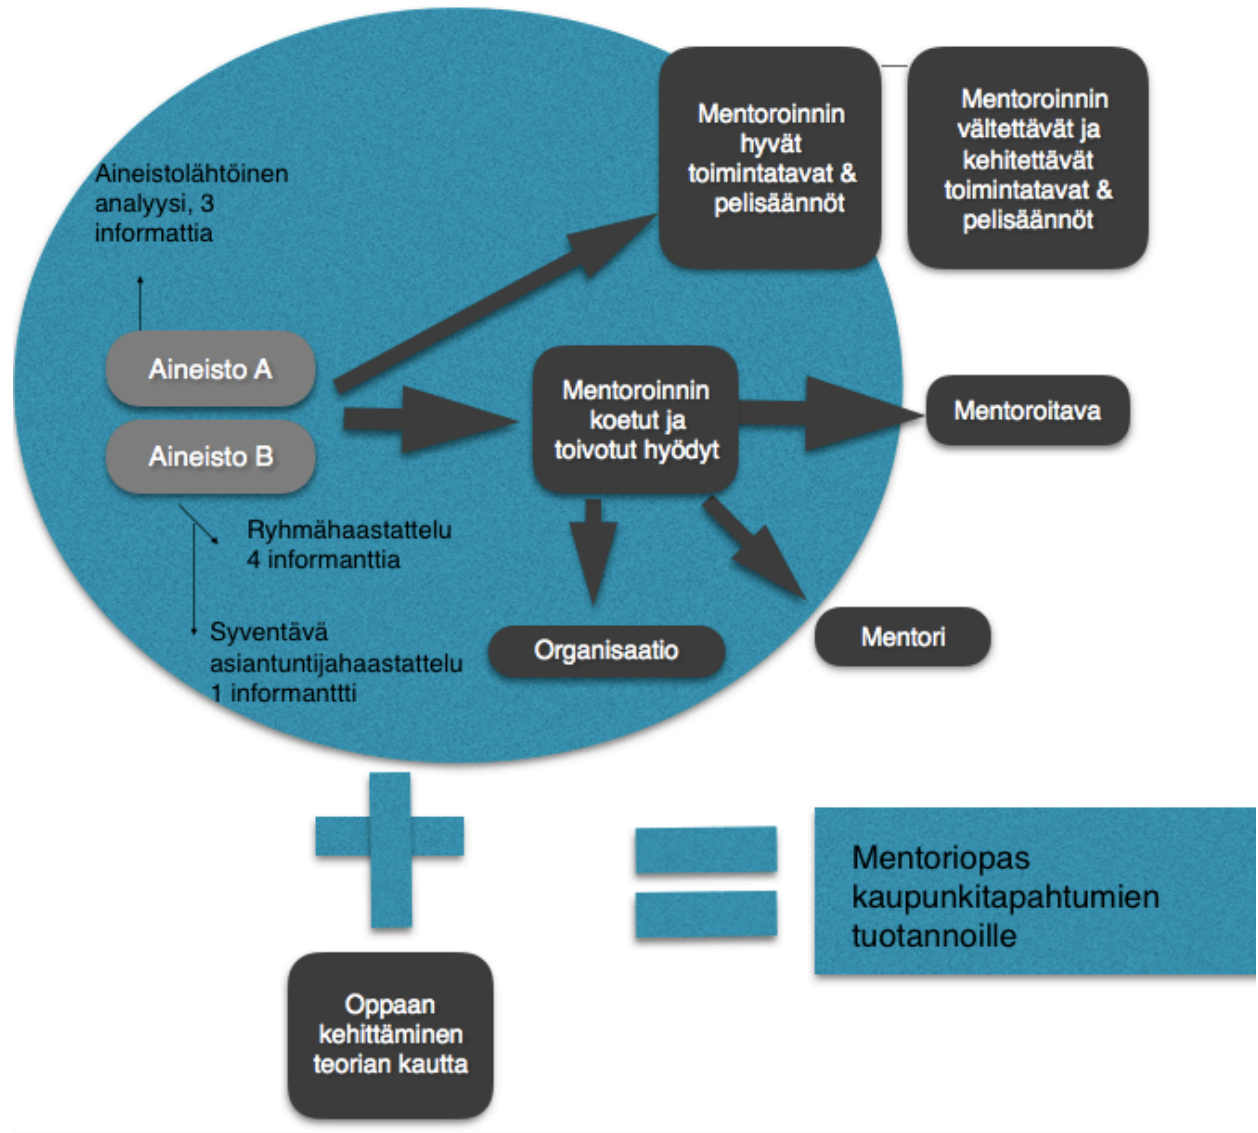 Mentoroinnin
hyvät
toimintatavat &
pelisäännöt
Mentoroinnin
vältettävät ja
kehitettävät
toimintatavat &
pelisäännöt
Aineistolähtöinen
analyysi, 3
informattia
Aineisto A
Aineisto B
Mentoroinnin
koetut ja
toivotut hyödyt
Mentoroitava
Ryhmähaastattelu
4 informanttia
Syventävä
asiantuntijahaastattelu
1 informanttti
Organisaatio
Mentori
Mentoriopas
kaupunkitapahtumien
tuotannoille
Oppaan
kehittäminen
teorian kautta